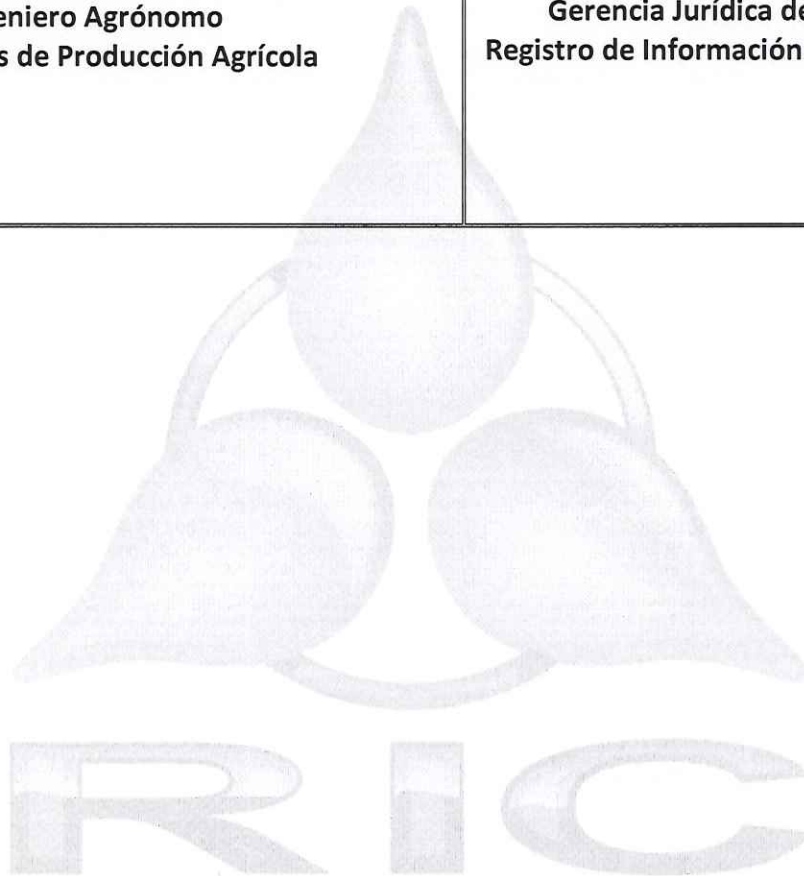 eniero Agrónomo
s de Producción Agrícola
Gerencia Jurídica de
Registro de Información
RIC